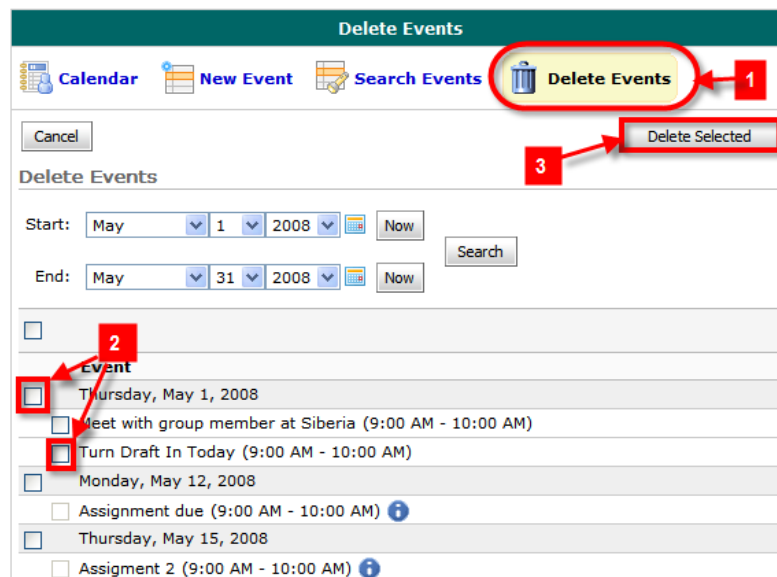 Delete Events
Calendar New Event Search Events Delete Events 1
Cancel Delete Selected
3
Delete Events
Start: May 1 2008 Now
Search
End: May 31 2008 Now
2
Event
Thursday, May 1, 2008
Meet with group member at Siberia (9:00 AM - 10:00 AM)
Turn Draft In Today (9:00 AM - 10:00 AM)
Monday, May 12, 2008
Assignment due (9:00 AM - 10:00 AM)
Thursday, May 15, 2008
Assigment 2 (9:00 AM - 10:00 AM)